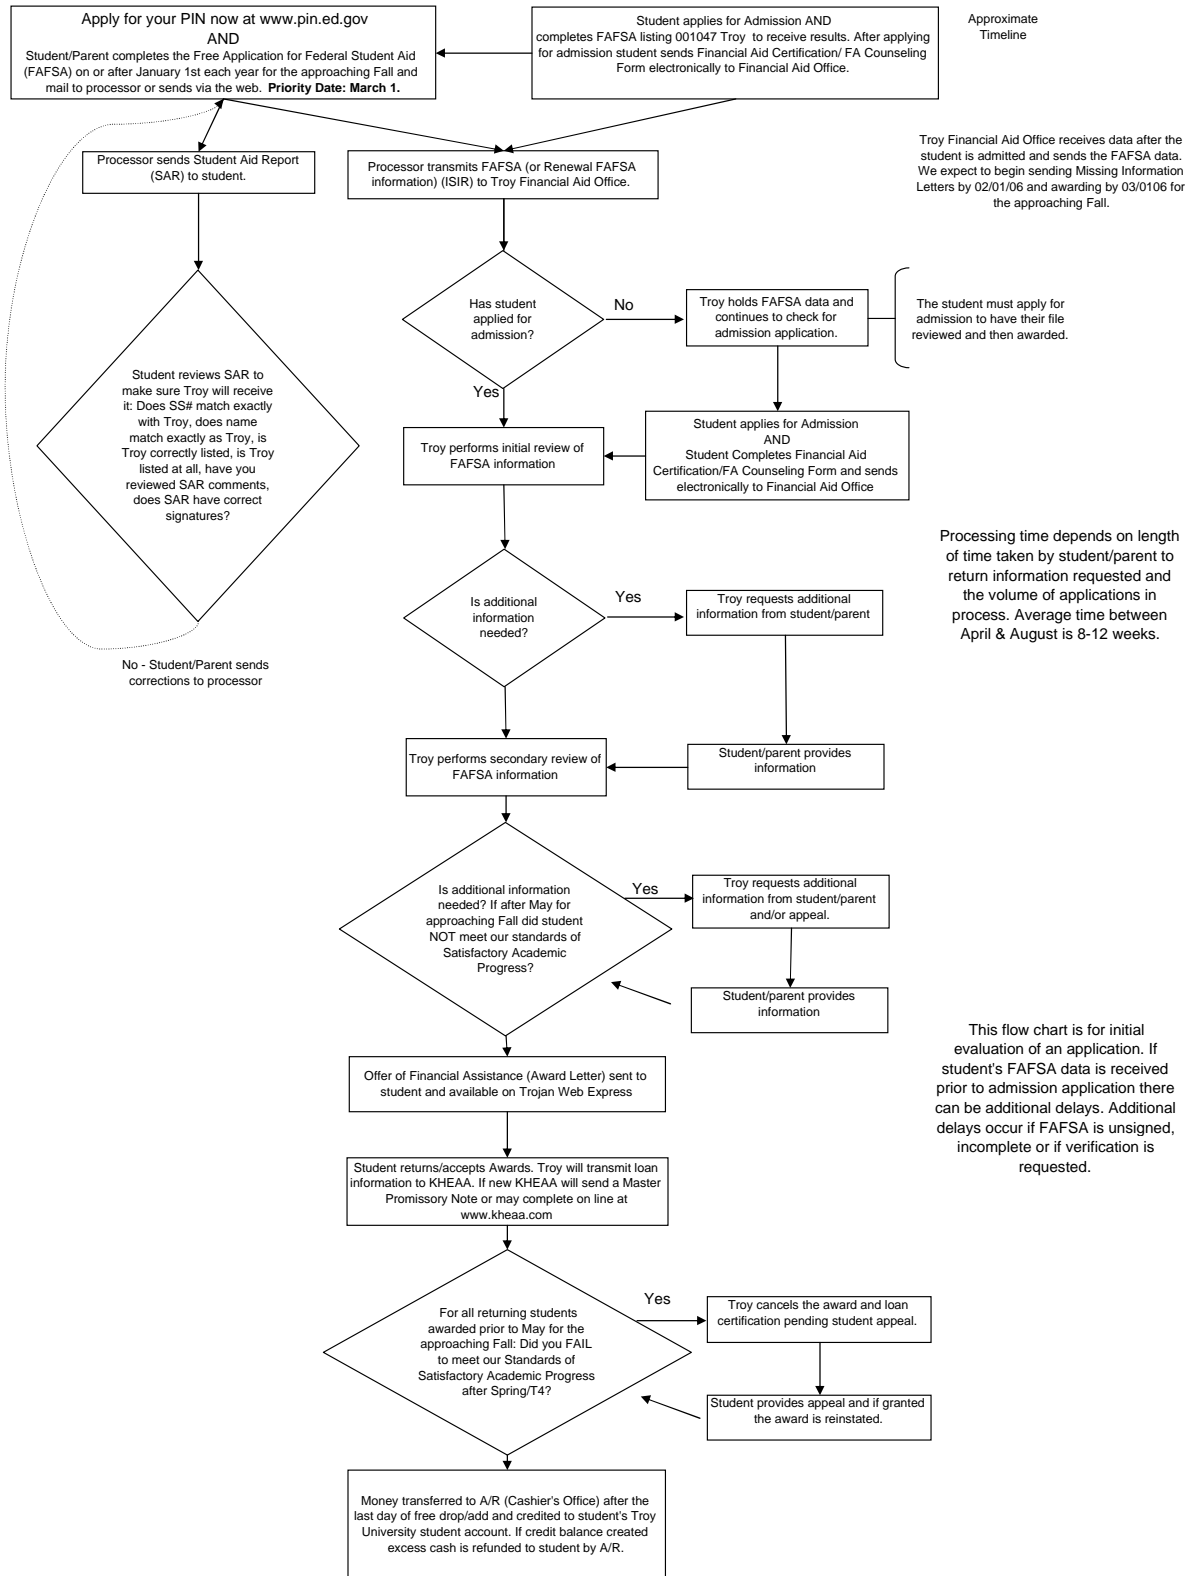 Apply for your PIN now at www.pin.ed.gov
AND
Student/Parent completes the Free Application for Federal Student Aid
(FAFSA) on or after January 1st each year for the approaching Fall and
mail to processor or sends via the web. Priority Date: March 1.
Student applies for Admission AND
completes FAFSA listing 001047 Troy to receive results. After applying
for admission student sends Financial Aid Certification/ FA Counseling
Form electronically to Financial Aid Office.
Approximate
Timeline
Processor sends Student Aid Report
(SAR) to student.
Processor transmits FAFSA (or Renewal FAFSA
information) (ISIR) to Troy Financial Aid Office.
Troy Financial Aid Office receives data after the
student is admitted and sends the FAFSA data.
We expect to begin sending Missing Information
Letters by 02/01/06 and awarding by 03/0106 for
the approaching Fall.
Has student
applied for
admission?
No
Troy holds FAFSA data and
continues to check for
admission application.
The student must apply for
admission to have their file
reviewed and then awarded.
Student reviews SAR to
make sure Troy will receive
it: Does SS# match exactly
with Troy, does name
match exactly as Troy, is
Troy correctly listed, is Troy
listed at all, have you
reviewed SAR comments,
does SAR have correct
signatures?
Yes
Troy performs initial review of
FAFSA information
Student applies for Admission
AND
Student Completes Financial Aid
Certification/FA Counseling Form and sends
electronically to Financial Aid Office
Processing time depends on length
of time taken by student/parent to
return information requested and
the volume of applications in
process. Average time between
April & August is 8-12 weeks.
Is additional
information
needed?
Yes
Troy requests additional
information from student/parent
No - Student/Parent sends
corrections to processor
Troy performs secondary review of
FAFSA information
Student/parent provides
information
Is additional information
needed? If after May for
approaching Fall did student
NOT meet our standards of
Satisfactory Academic
Progress?
Yes
Troy requests additional
information from student/parent
and/or appeal.
Student/parent provides
information
This flow chart is for initial
evaluation of an application. If
student's FAFSA data is received
prior to admission application there
can be additional delays. Additional
delays occur if FAFSA is unsigned,
incomplete or if verification is
requested.
Offer of Financial Assistance (Award Letter) sent to
student and available on Trojan Web Express
Student returns/accepts Awards. Troy will transmit loan
information to KHEAA. If new KHEAA will send a Master
Promissory Note or may complete on line at
www.kheaa.com
For all returning students
awarded prior to May for the
approaching Fall: Did you FAIL
to meet our Standards of
Satisfactory Academic Progress
after Spring/T4?
Yes
Troy cancels the award and loan
certification pending student appeal.
Student provides appeal and if granted
the award is reinstated.
Money transferred to A/R (Cashier's Office) after the
last day of free drop/add and credited to student's Troy
University student account. If credit balance created
excess cash is refunded to student by A/R.